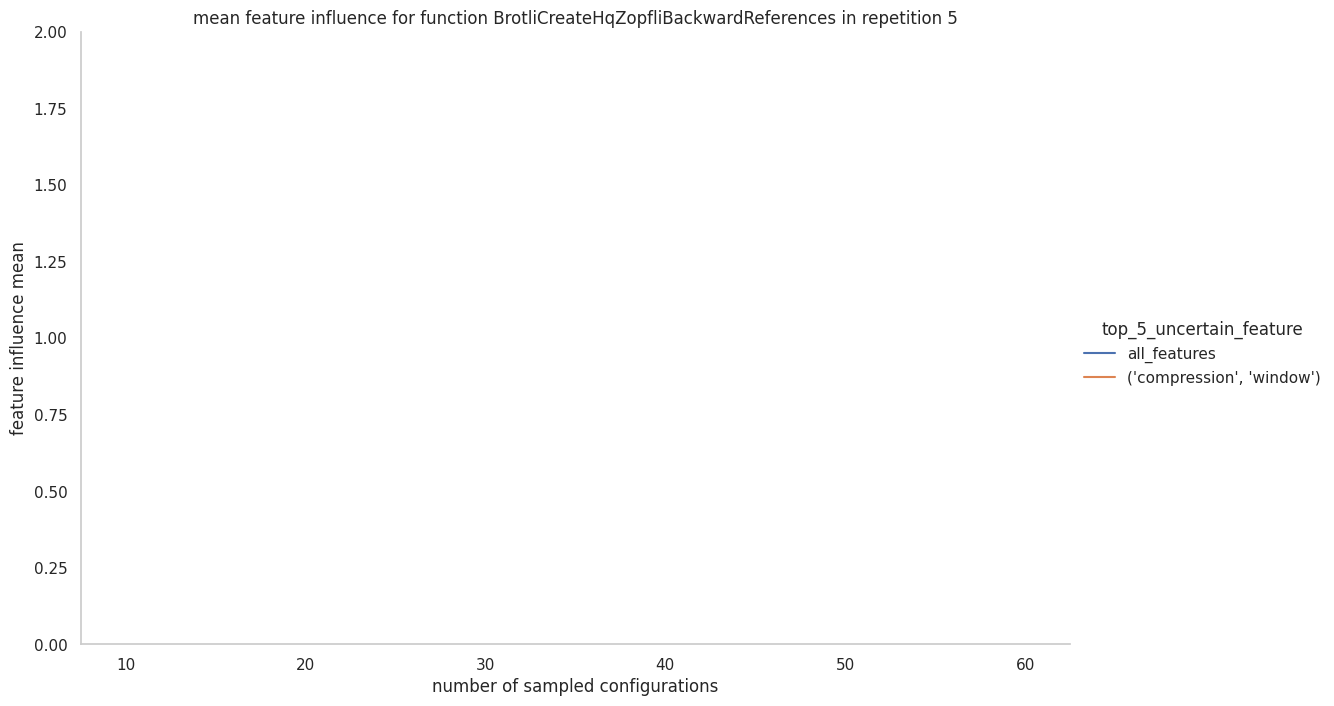 mean feature influence for function BrotliCreateHqZopfliBackwardReferences in repetition 5
2.00
1.75
1.50
1.25
1.00
0.75
0.50
0.25
0.00
feature influence mean
10 20 30 40 50 60
number of sampled configurations
top_5_uncertain_feature
all_features
('compression', 'window')